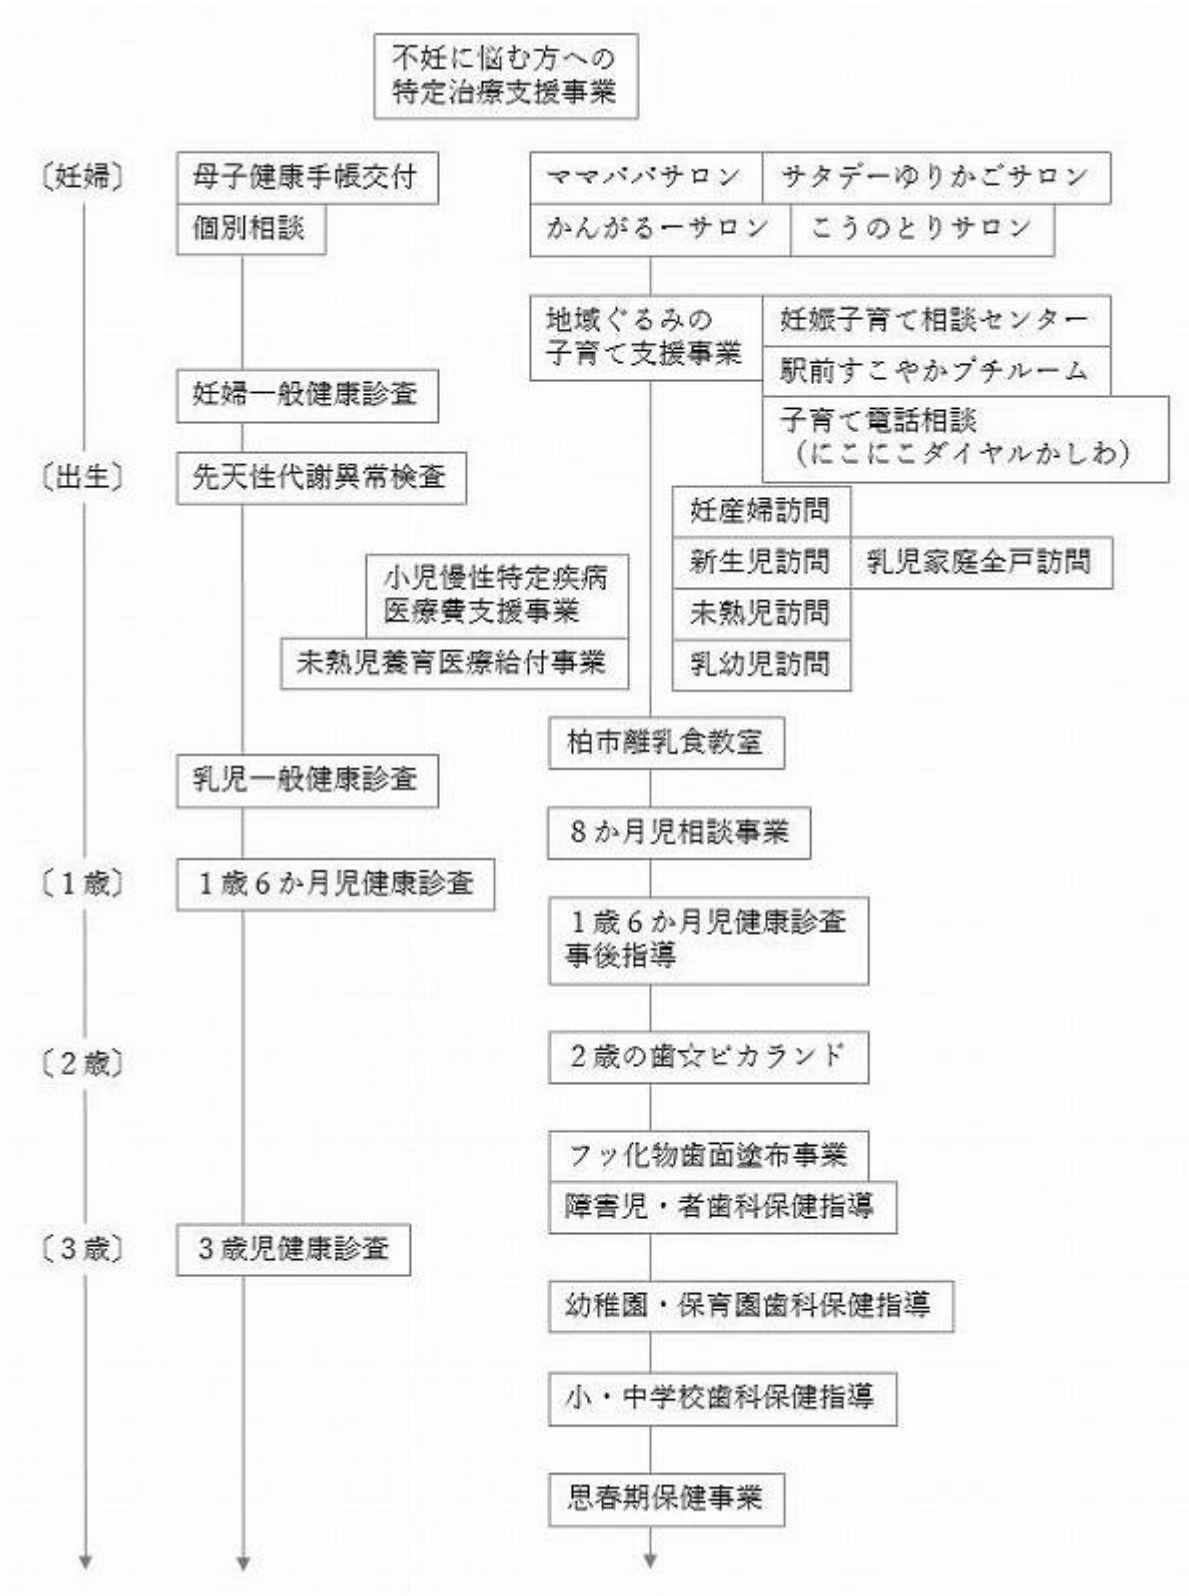 不妊に悩む方への
特定治療支援事業
〔妊婦〕
母子健康手帳交付
個別相談
ママパパサロン
サタデーゆりかごサロン
かんがるーサロン
こうのとりサロン
地域ぐるみの
子育て支援事業
妊娠子育て相談センター
駅前すこやかプチルーム
子育て電話相談
（にこにこダイヤルかしわ）
妊婦一般健康診査
〔出生〕
先天性代謝異常検査
妊産婦訪問
新生児訪問
乳児家庭全戸訪問
未熟児訪問
乳幼児訪問
小児慢性特定疾病
医療費支援事業
未熟児養育医療給付事業
柏市離乳食教室
乳児一般健康診査
８か月児相談事業
〔１歳〕
１歳６か月児健康診査
１歳６か月児健康診査
事後指導
〔２歳〕
２歳の歯☆ピカランド
フッ化物歯面塗布事業
障害児・者歯科保健指導
〔３歳〕
３歳児健康診査
幼稚園・保育園歯科保健指導
小・中学校歯科保健指導
思春期保健事業